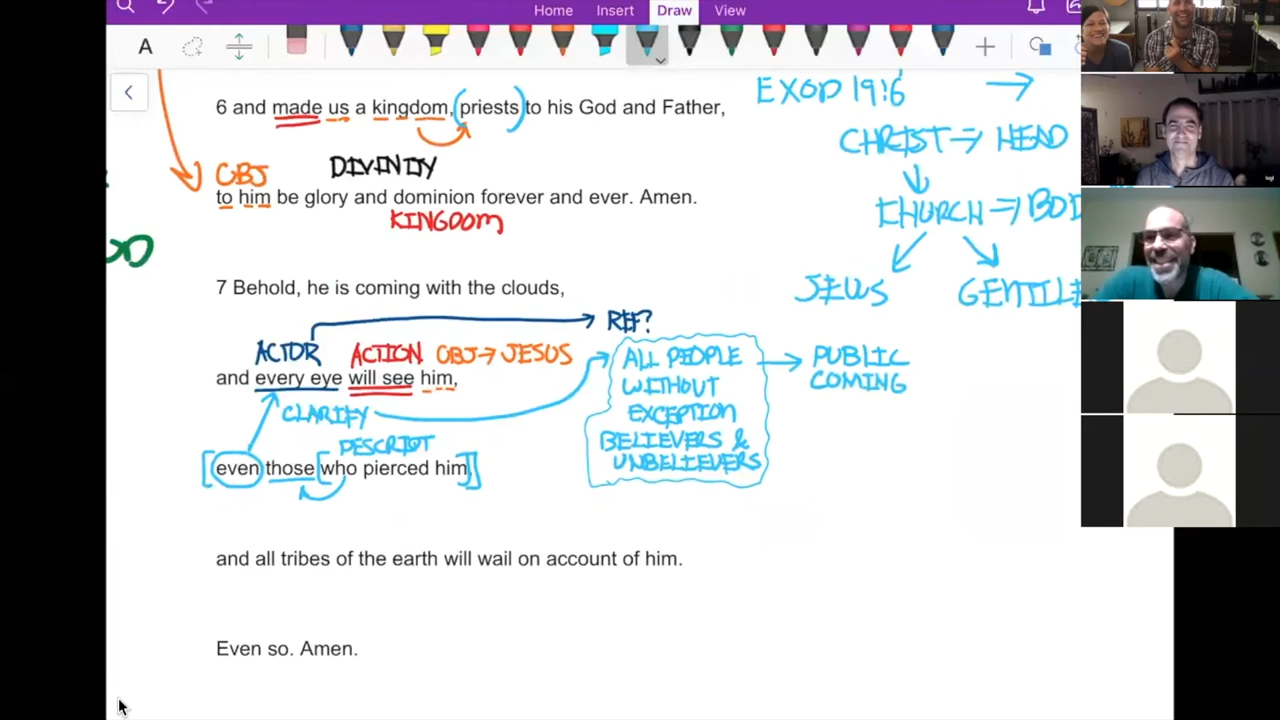 Home Insert Draw View
A
EXOD 19:6 →
6 and made us a kingdom, (priests) to his God and Father,
CHRIST ⇒ HEAD
OBJ DIVINITY
to him be glory and dominion forever and ever. Amen.
KINGDOM
CHURCH ⇒ BOD
JEWS GENTILE
7 Behold, he is coming with the clouds,
REF?
ACTOR ACTION OBJ → JESUS
and every eye will see him,
CLARIFY
ALL PEOPLE → PUBLIC
WITHOUT COMING
EXCEPTION
BELIEVERS &
UNBELIEVERS
DESCRIPT
[even those [who pierced him]]
and all tribes of the earth will wail on account of him.
Even so. Amen.